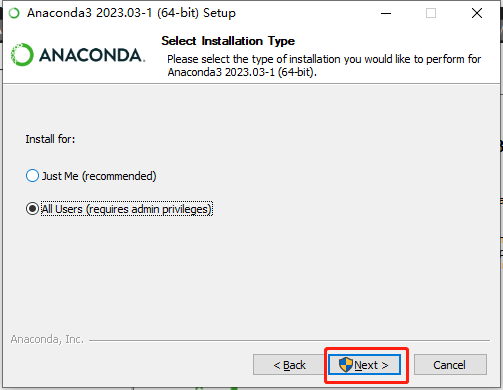 Anaconda3 2023.03-1 (64-bit) Setup
ANACONDA.
Select Installation Type
Please select the type of installation you would like to perform for
Anaconda3 2023.03-1 (64-bit).
Install for:
Just Me (recommended)
All Users (requires admin privileges)
Anaconda, Inc.
< Back
Next >
Cancel